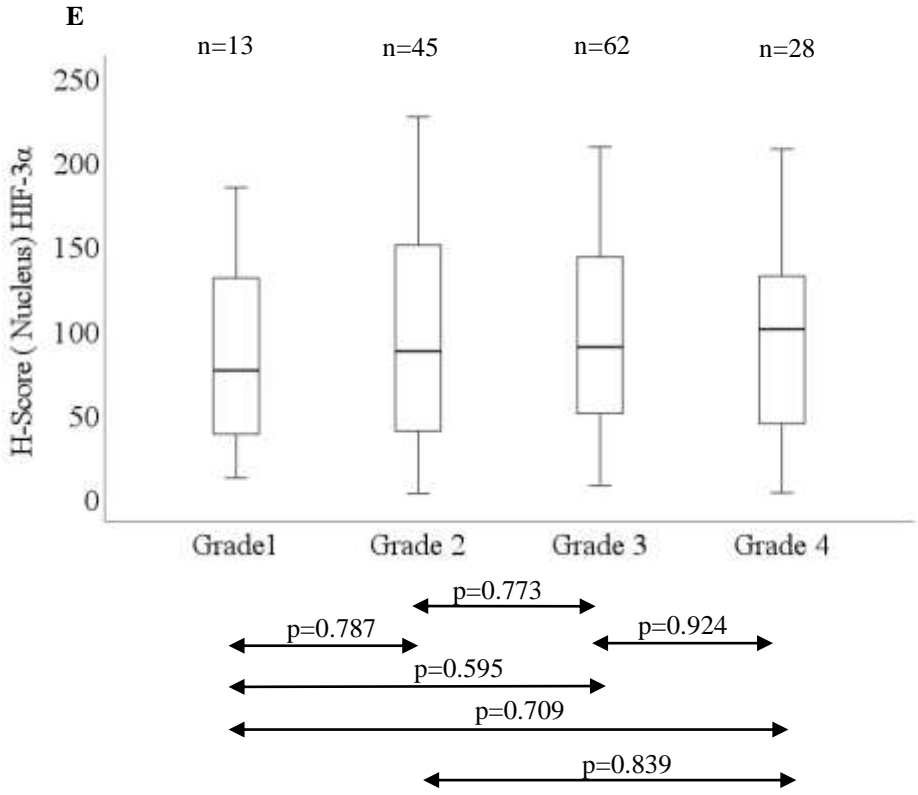 E
n=13 n=45 n=62 n=28
H-Score ( Nucleus) HIF-3α
250
200
150
100
50
0
Grade1 Grade 2 Grade 3 Grade 4
p=0.773
p=0.787 p=0.924
p=0.595
p=0.709
p=0.839